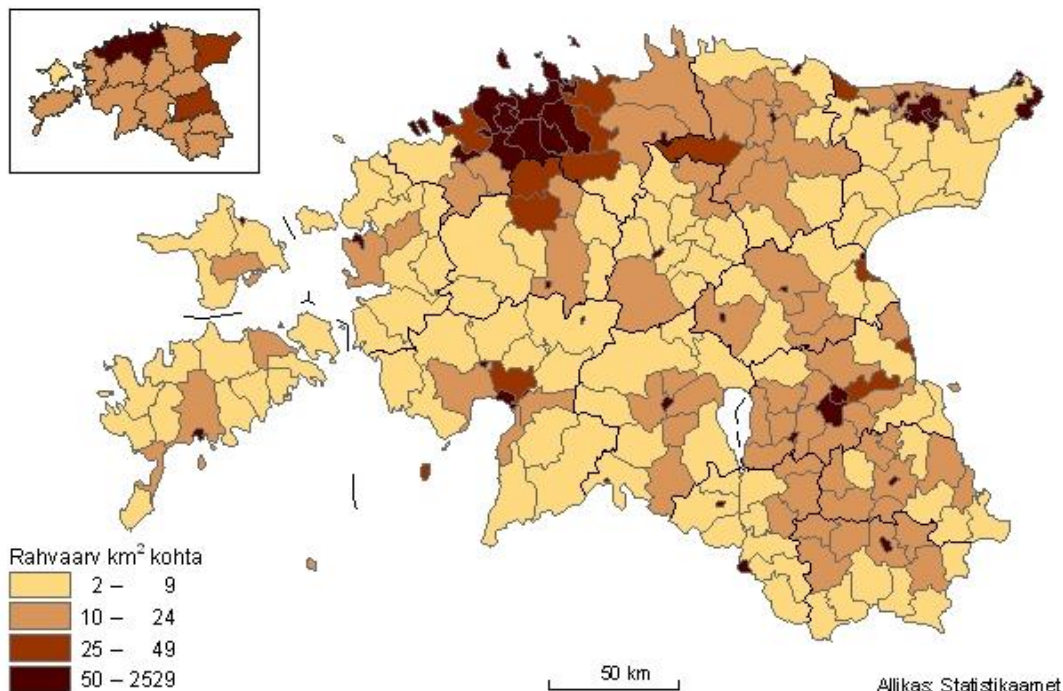 Rahvaarv km² kohta
2 – 9
10 – 24
25 – 49
50 – 2529
50 km
Allikas: Statistikaamet